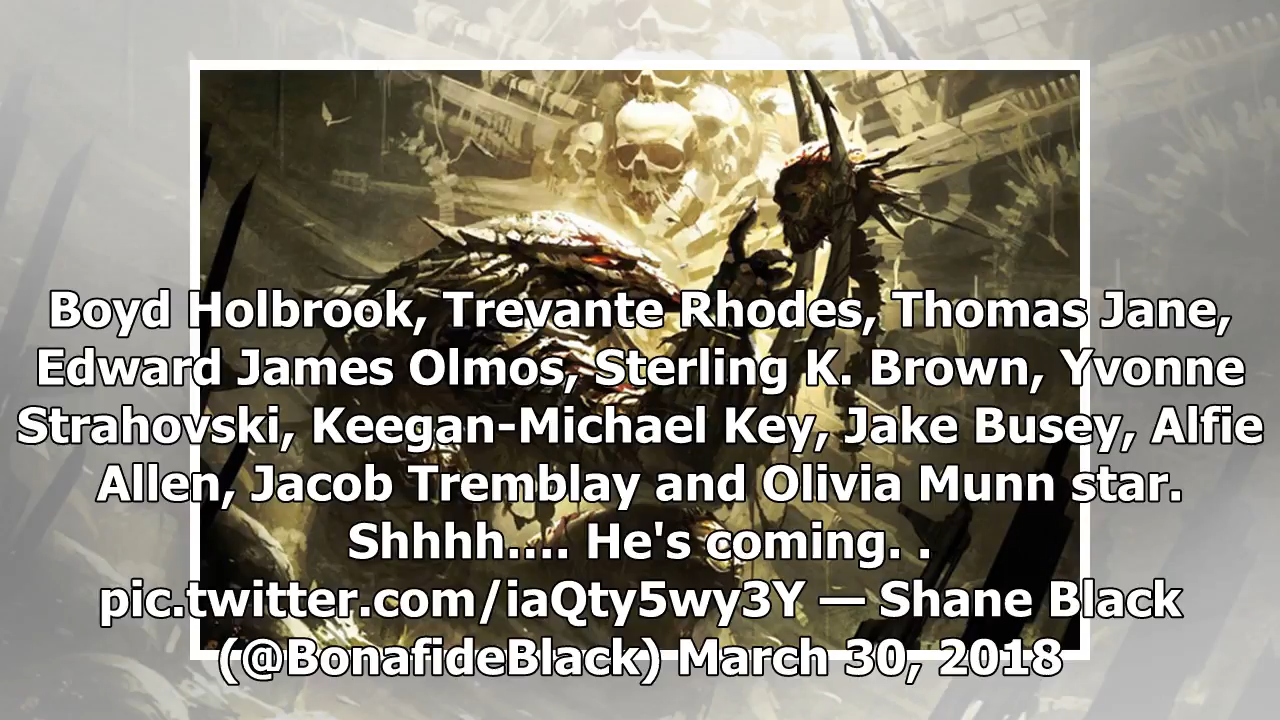 Boyd Holbrook, Trevante Rhodes, Thomas Jane,
Edward James Olmos, Sterling K. Brown, Yvonne
Strahovski, Keegan-Michael Key, Jake Busey, Alfie
Allen, Jacob Tremblay and Olivia Munn star.
Shhhh.... He's coming. .
pic.twitter.com/iaQty5wy3Y — Shane Black
(@BonafideBlack) March 30, 2018